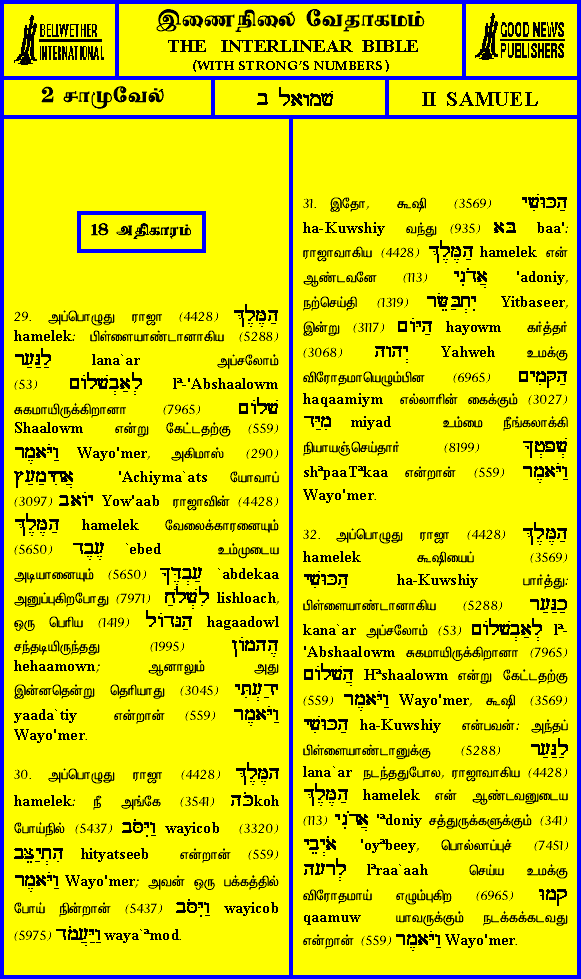 BELLWETHER
INTERNATIONAL
இணைநிலை வேதாகமம்
THE INTERLINEAR BIBLE
(WITH STRONG'S NUMBERS)
GOOD NEWS
PUBLISHERS
2 சாமுவேல்
שמואל ב
II SAMUEL
18 அதிகாரம்
29. அப்பொழுது ராஜா (4428) הַמֶּלֶךְ
hamelek: பிள்ளையாண்டானாகிய (5288)
לַנַּעַר lana`ar அப்சலோம்
(53) לְאַבְשָׁלוֹם lª-'Abshaalowm
சுகமாயிருக்கிறானா (7965) שָׁלוֹם
Shaalowm என்று கேட்டதற்கு (559)
וַיֹּאמֶר Wayo'mer, அகிமாஸ் (290)
אֲחִימַעַץ 'Achiyma`ats யோவாப்
(3097) יוֹאָב Yow'aab ராஜாவின் (4428)
הַמֶּלֶךְ hamelek வேலைக்காரனையும்
(5650) עֶבֶד `ebed உம்முடைய
அடியானையும் (5650) עַבְדֶּךָ `abdekaa
அனுப்புகிறபோது (7971) לִשְׁלֹחַ lishloach,
ஒரு பெரிய (1419) הַגָּדוֹל hagaadowl
சந்தடியிருந்தது (1995) הֶהָמוֹן
hehaamown; ஆனாலும் அது
இன்னதென்று தெரியாது (3045) יָדַעְתִּי
yaada`tiy என்றான் (559) וַיֹּאמֶר
Wayo'mer.
30. அப்பொழுது ராஜா (4428) הַמֶּלֶךְ
hamelek: நீ அங்கே (3541) כֹּה koh
போய்நில் (5437) וַיִּסֹּב wayicob (3320)
הִתְיַצֵּב hityatseeb என்றான் (559)
וַיֹּאמֶר Wayo'mer; அவன் ஒரு பக்கத்தில்
போய் நின்றான் (5437) וַיִּסֹּב wayicob
(5975) וַיַּעֲמֹד waya`ªmod.
31. இதோ, கூஷி (3569) הַכּוּשִׁי
ha-Kuwshiy வந்து (935) בָּא baa':
ராஜாவாகிய (4428) הַמֶּלֶךְ hamelek என்
ஆண்டவனே (113) אֲדֹנִי 'adoniy,
நற்செய்தி (1319) יִתְבַּשֵּׂר Yitbaseer,
இன்று (3117) הַיּוֹם hayowm கர்த்தர்
(3068) יְהוָה Yahweh உமக்கு
விரோதமாயெழும்பின (6965) הַקָּמִים
haqaamiym எல்லாரின் கைக்கும் (3027)
מִיַּד miyad உம்மை நீங்கலாக்கி
நியாயஞ்செய்தார் (8199) שְׁפָטְךָ
shªpaaTªkaa என்றான் (559) וַיֹּאמֶר
Wayo'mer.
32. அப்பொழுது ராஜா (4428) הַמֶּלֶךְ
hamelek கூஷியைப் (3569)
הַכּוּשִׁי ha-Kuwshiy பார்த்து:
பிள்ளையாண்டானாகிய (5288) כַנַּעַר
kana`ar அப்சலோம் (53) לְאַבְשָׁלוֹם lª-
'Abshaalowm சுகமாயிருக்கிறானா (7965)
הֲשָׁלוֹם Hªshaalowm என்று கேட்டதற்கு
(559) וַיֹּאמֶר Wayo'mer, கூஷி (3569)
הַכּוּשִׁי ha-Kuwshiy என்பவன்: அந்தப்
பிள்ளையாண்டானுக்கு (5288) לַנַּעַר
lana`ar நடந்ததுபோல, ராஜாவாகிய (4428)
הַמֶּלֶךְ hamelek என் ஆண்டவனுடைய
(113) אֲדֹנִי 'ªdoniy சத்துருக்களுக்கும் (341)
אֹיְבֵי 'oyªbeey, பொல்லாப்புச் (7451)
לְרָעָה lªraa`aah செய்ய உமக்கு
விரோதமாய் எழும்புகிற (6965) קָמוּ
qaamuw யாவருக்கும் நடக்கக்கடவது
என்றான் (559) וַיֹּאמֶר Wayo'mer.